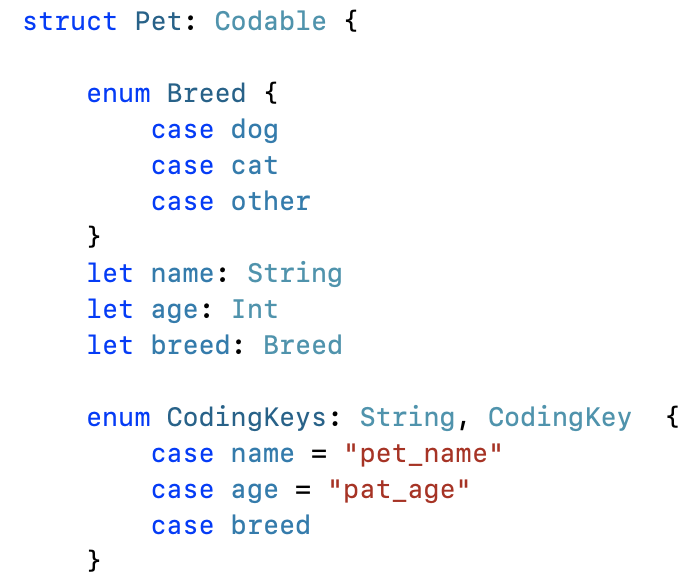 struct Pet: Codable {
enum Breed {
case dog
case cat
case other
}
let name: String
let age: Int
let breed: Breed
enum CodingKeys: String, CodingKey  {
case name = "pet_name"
case age = "pat_age"
case breed
}